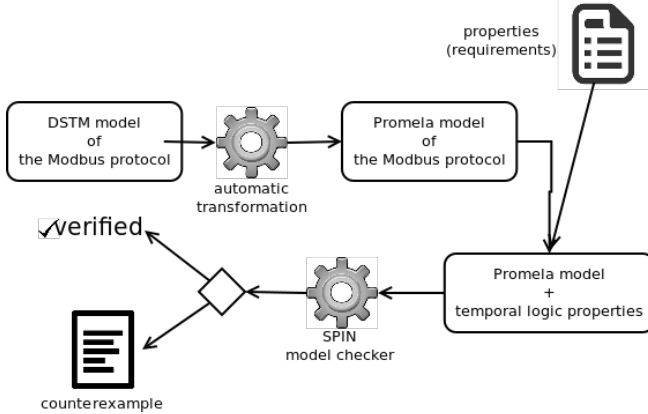 properties
(requirements)
DSTM model
of
the Modbus protocol
automatic
transformation
Promela model
of
the Modbus protocol
Promela model
+
temporal logic properties
SPIN
model checker
verified
counterexample